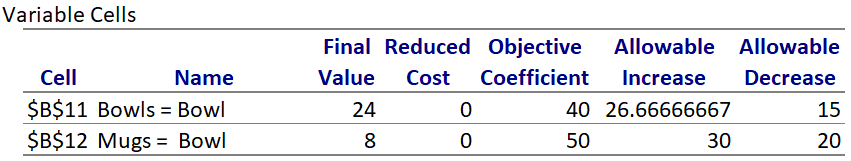 Variable Cells
Final Reduced Objective Allowable Allowable
Cell Name Value Cost Coefficient Increase Decrease
$B$11 Bowls = Bowl 24 0 40 26.66666667 15
$B$12 Mugs = Bowl 8 0 50 30 20